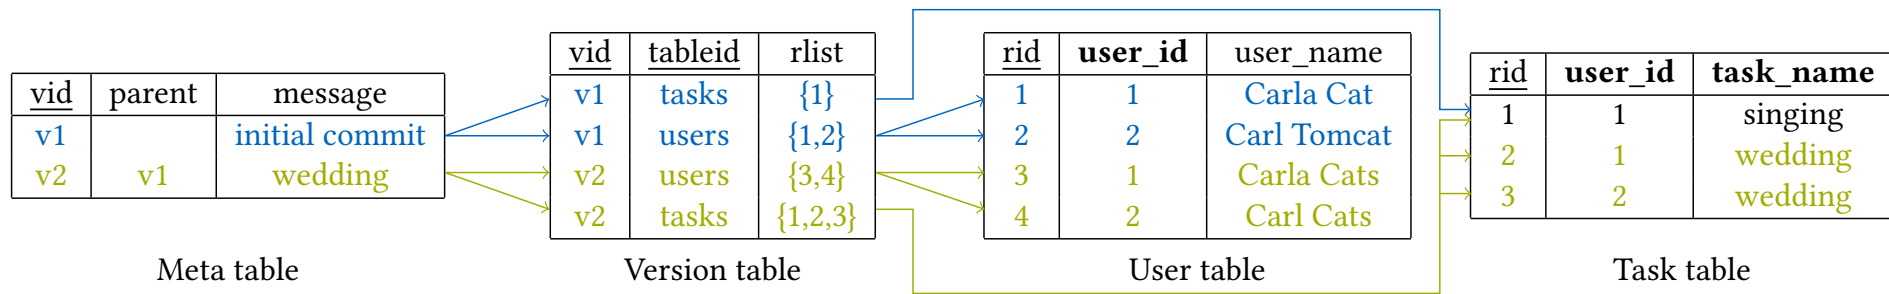 vid parent message
v1 initial commit
v2 v1 wedding
Meta table
vid tableid rlist
v1 tasks {1}
v1 users {1,2}
v2 users {3,4}
v2 tasks {1,2,3}
Version table
rid user_id user_name
1 1 Carla Cat
2 2 Carl Tomcat
3 1 Carla Cats
4 2 Carl Cats
User table
rid user_id task_name
1 1 singing
2 1 wedding
3 2 wedding
Task table